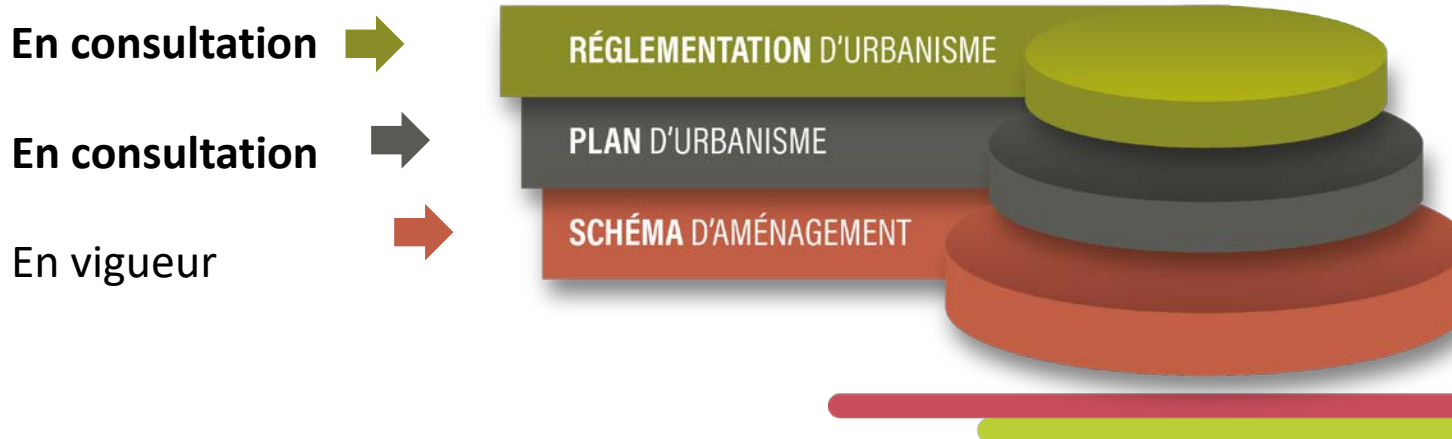 En consultation
RÉGLEMENTATION D'URBANISME
En consultation
PLAN D'URBANISME
En vigueur
SCHÉMA D'AMÉNAGEMENT